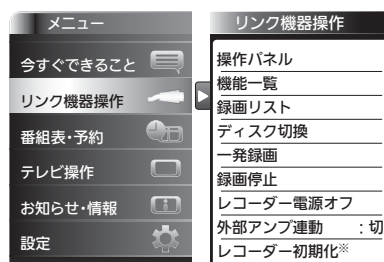 メニュー
今すぐできること
リンク機器操作
番組表･予約
テレビ操作
お知らせ･情報
設定
リンク機器操作
操作パネル
機能一覧
録画リスト
ディスク切換
一発録画
録画停止
レコーダー電源オフ
外部アンプ連動　：切
レコーダー初期化※